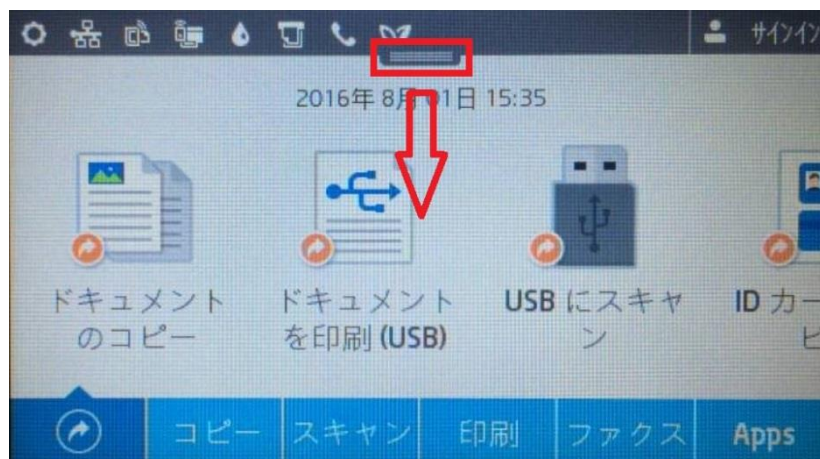 サインイン
2016年 8月 01日 15:35
ドキュメント
のコピー
ドキュメント
を印刷 (USB)
USB にスキャ
ン
ID カー
ピ
コピー
スキャン
印刷
ファクス
Apps